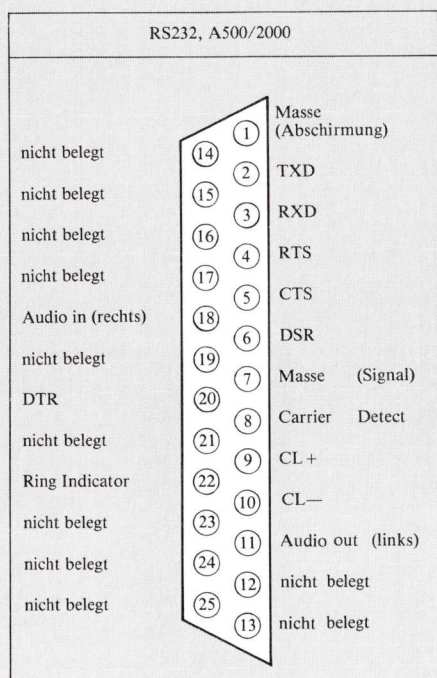 RS232, A500/2000
Masse
(Abschirmung)
1
nicht belegt 14
2 TXD
nicht belegt 15
3 RXD
nicht belegt 16
4 RTS
nicht belegt 17
5 CTS
Audio in (rechts) 18
6 DSR
nicht belegt 19
7 Masse (Signal)
DTR 20
8 Carrier Detect
nicht belegt 21
9 CL +
Ring Indicator 22
10 CL—
nicht belegt 23
11 Audio out (links)
nicht belegt 24
12 nicht belegt
nicht belegt 25
13 nicht belegt